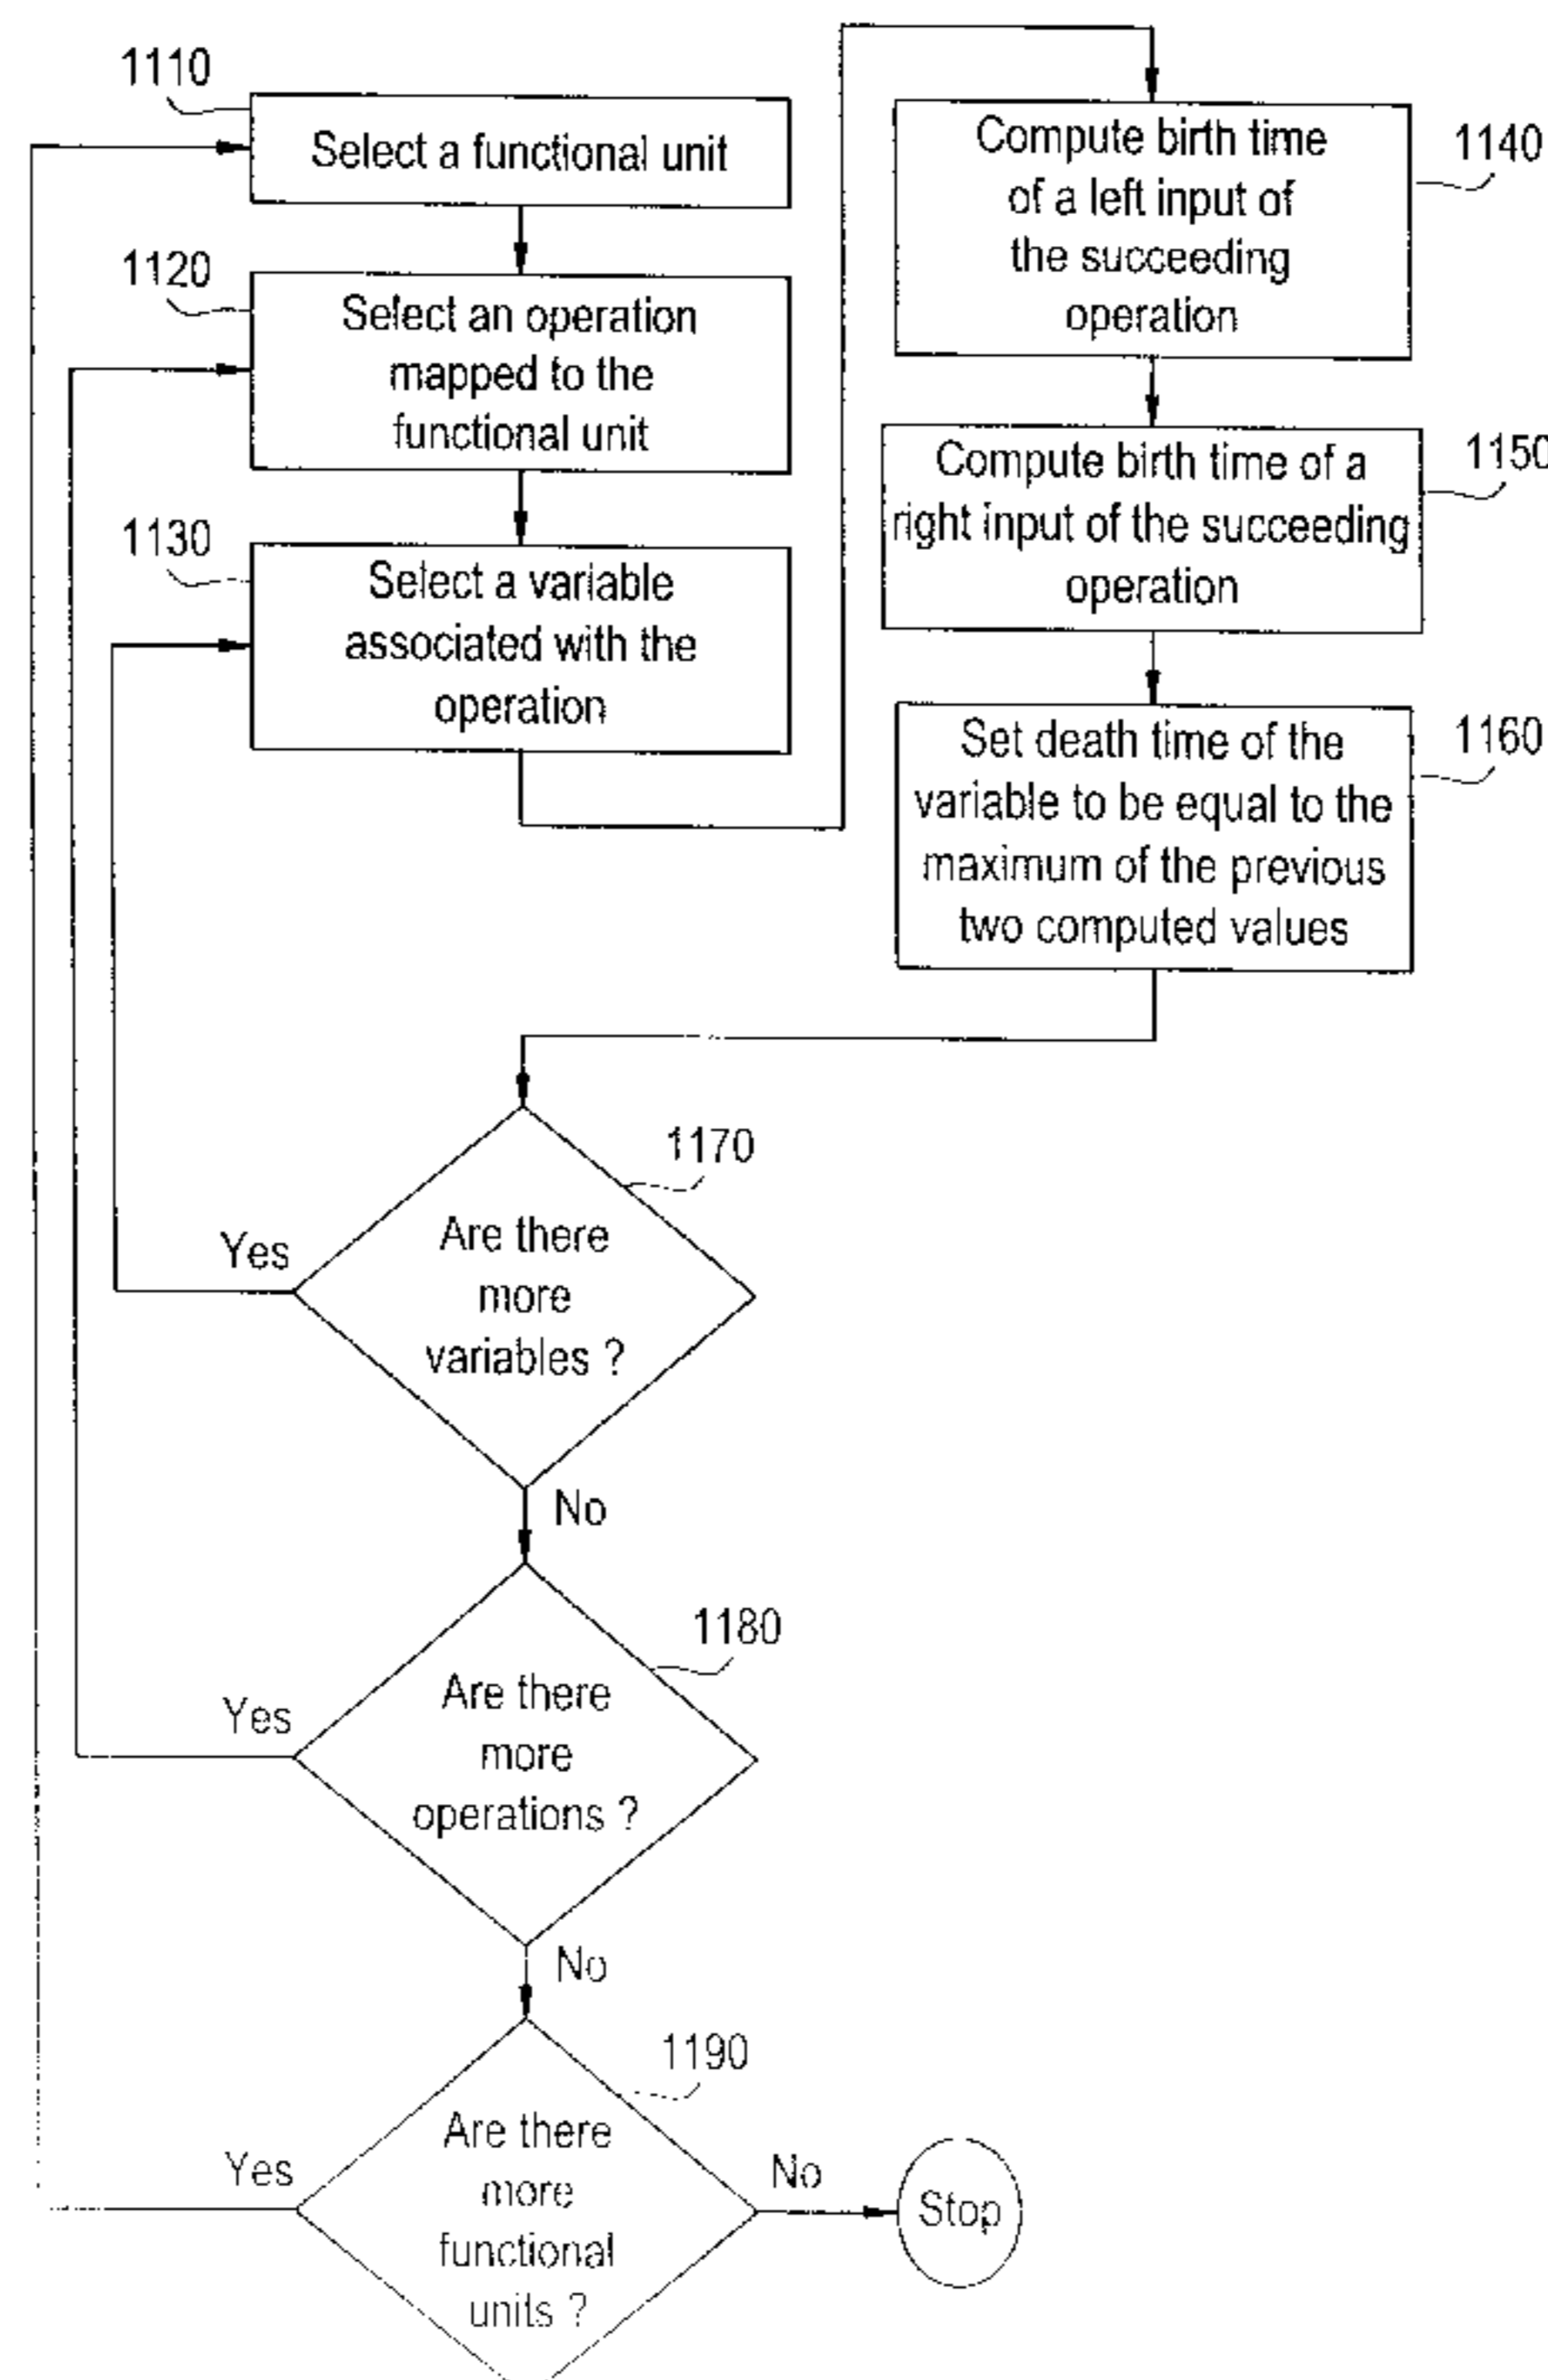 1110
Select a functional unit
1120
Select an operation
mapped to the
functional unit
1130
Select a variable
associated with the
operation
1140
Compute birth time
of a left input of
the succeeding
operation
1150
Compute birth time of a
right input of the succeeding
operation
1160
Set death time of the
variable to be equal to the
maximum of the previous
two computed values
1170
Are there
more
variables ?
Yes
No
1180
Are there
more
operations ?
Yes
No
1190
Are there
more
functional
units ?
Yes
No
Stop